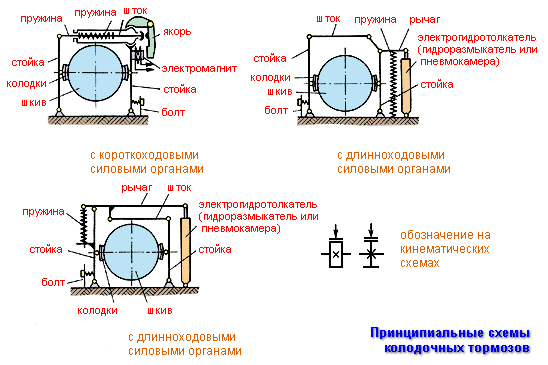 пружина
пружина
шток
якорь
стойка
электромагнит
колодки
стойка
шкив
болт
с короткоходовыми
силовыми органами
шток
пружина
рычаг
электрогидротолкатель
(гидроразмыкатель или
пневмокамера)
стойка
колодки
шкив
стойка
болт
с длинноходовыми
силовыми органами
рычаг
шток
пружина
электрогидротолкатель
(гидроразмыкатель или
пневмокамера)
стойка
стойка
болт
колодки
шкив
с длинноходовыми
силовыми органами
обозначение на
кинематических
схемах
Принципиальные схемы
колодочных тормозов